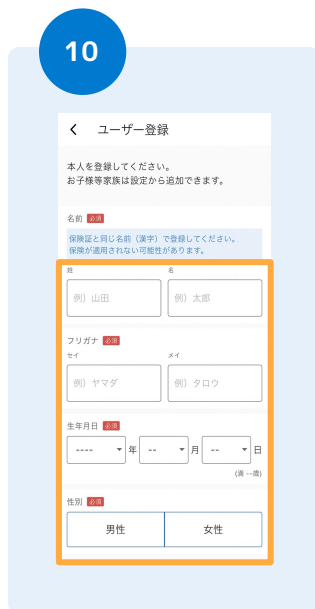 10
ユーザー登録
本人を登録してください。
お子様等家族は設定から追加できます。
名前 必須
保険証と同じ名前（漢字）で登録してください。
保険が適用されない可能性があります。
姓 名
例）山田 例）太郎
フリガナ 必須
セイ メイ
例）ヤマダ 例）タロウ
生年月日 必須
---- 年 -- 月 -- 日
(満 --歳)
性別 必須
男性 女性